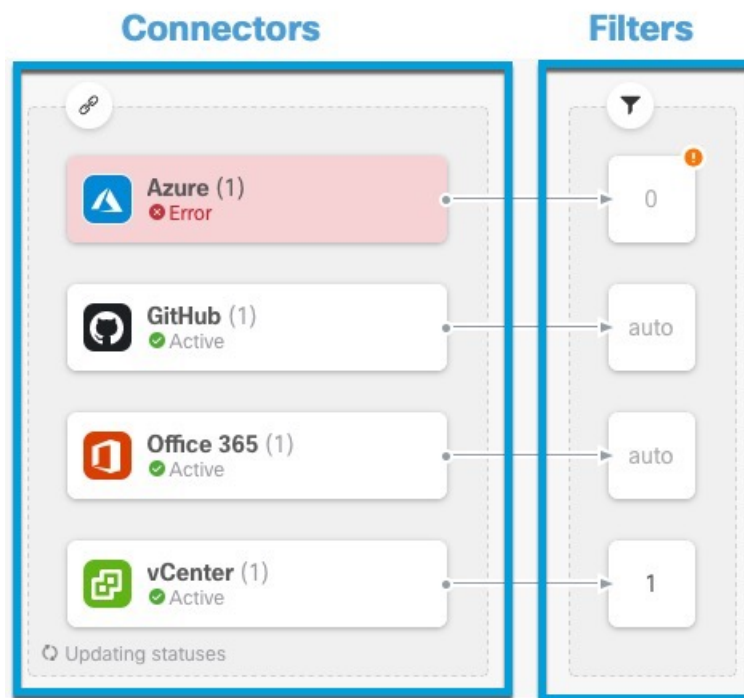 Connectors
Filters
Azure (1)
Error
0
GitHub (1)
Active
auto
Office 365 (1)
Active
auto
vCenter (1)
Active
1
Updating statuses